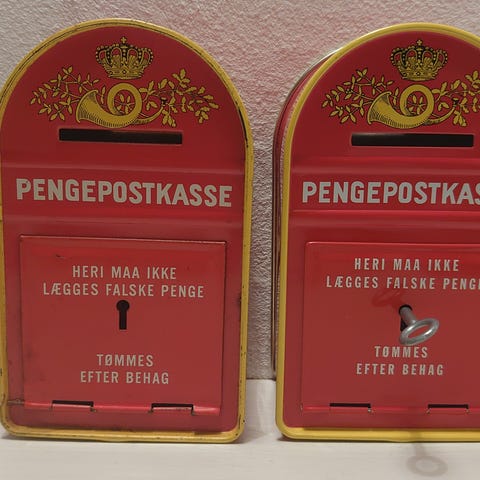 PENGEPOSTKASSE
HERI MAA IKKE
LÆGGES FALSKE PENGE
TØMMES
EFTER BEHAG
PENGEPOSTKAS
HERI MAA IKKE
LÆGGES FALSKE PENGE
TØMMES
EFTER BEHAG